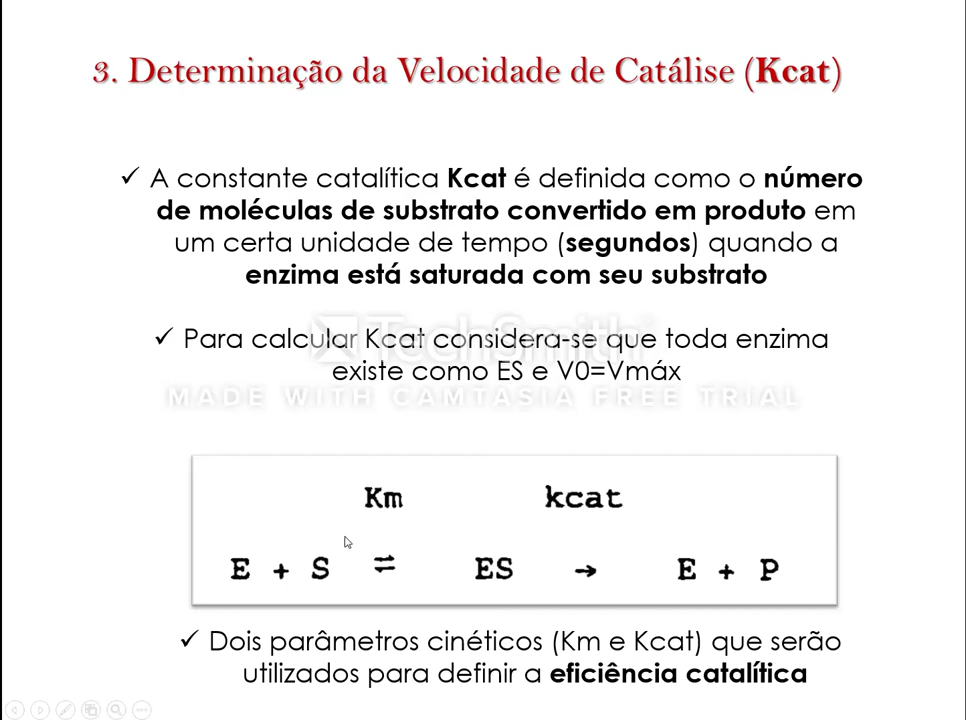 3. Determinação da Velocidade de Catálise (Kcat)
✓ A constante catalítica Kcat é definida como o número
de moléculas de substrato convertido em produto em
um certa unidade de tempo (segundos) quando a
enzima está saturada com seu substrato
✓ Para calcular Kcat considera-se que toda enzima
existe como ES e V0=Vmáx
TechSmith
MADE WITH CAMTASIA FREE TRIAL
Km kcat
E + S ⇌ ES → E + P
✓ Dois parâmetros cinéticos (Km e Kcat) que serão
utilizados para definir a eficiência catalítica